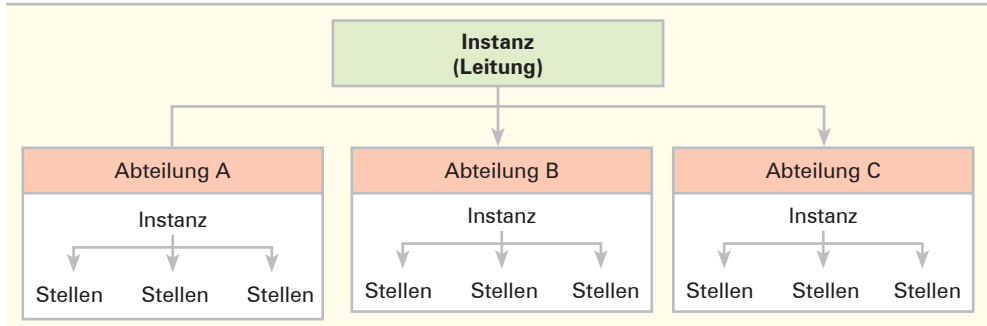 Instanz
(Leitung)
Abteilung A
Abteilung B
Abteilung C
Instanz
Instanz
Instanz
Stellen Stellen Stellen
Stellen Stellen Stellen
Stellen Stellen Stellen